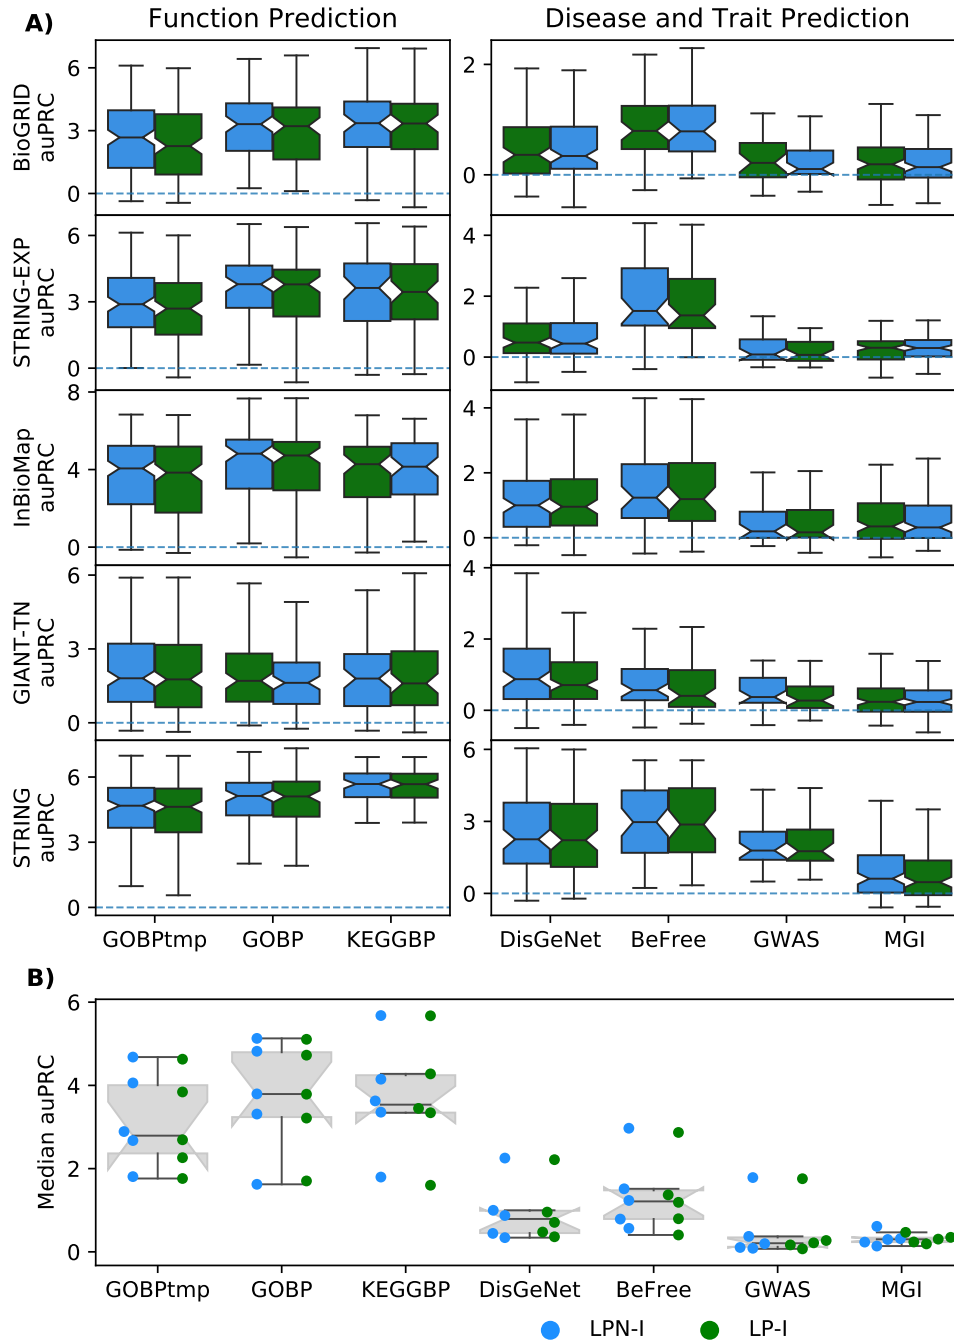 A)
Function Prediction
Disease and Trait Prediction
BioGRID
auPRC
6
3
0
2
0
STRING-EXP
auPRC
6
3
0
4
2
0
InBioMap
auPRC
8
4
0
4
2
0
GIANT-TN
auPRC
6
3
0
4
2
0
STRING
auPRC
6
3
0
6
3
0
GOBPtmp GOBP KEGGBP
DisGeNet BeFree GWAS MGI
B)
Median auPRC
6
4
2
0
GOBPtmp GOBP KEGGBP DisGeNet BeFree GWAS MGI
LPN-I LP-I